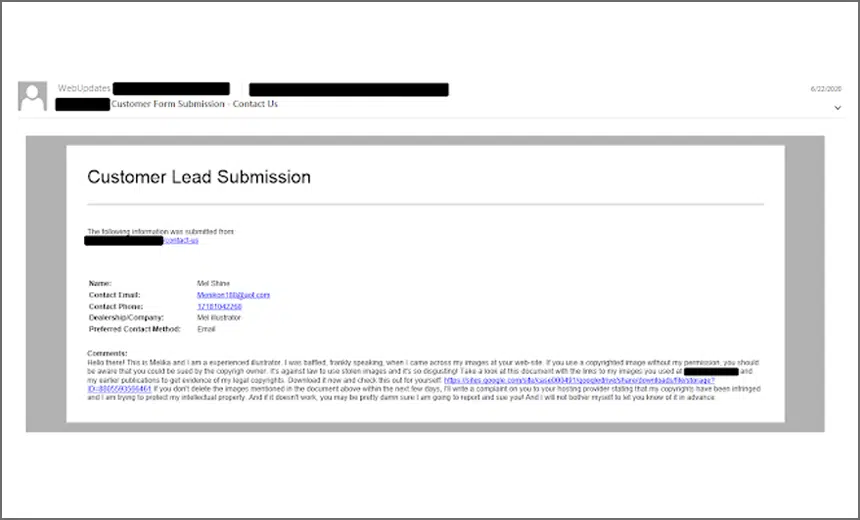 WebUpdates
6/22/2020
Customer Form Submission - Contact Us
Customer Lead Submission
The following information was submitted from:
contact-us
Name: Mel Shine
Contact Email: @aol.com
Contact Phone:
Dealership/Company: Mel illustrator
Preferred Contact Method: Email
Comments:
Hello there! This is Melika and I am a experienced illustrator. I was baffled, frankly speaking, when I came across my images at your web-site. If you use a copyrighted image without my permission, you should
be aware that you could be sued by the copyrigh owner. It's against law to use stolen images and it's so disgusting! Take a look at this document with the links to my images you used at and
my earlier publications to get evidence of my legal copyrights. Download it now and check this out for yourself: https://sites.google.com/site/case000491/googledrive/share/downloads/file/storage?
If you don't delete the images mentioned in the document above within the next few days, I'll write a complaint on you to your hosting provider stating that my copyrights have been infringed
and I am trying to protect my intellectual property. And if it doesn't work, you may be pretty damn sure I am going to report and sue you! And I will not bother myself to let you know of it in advance.